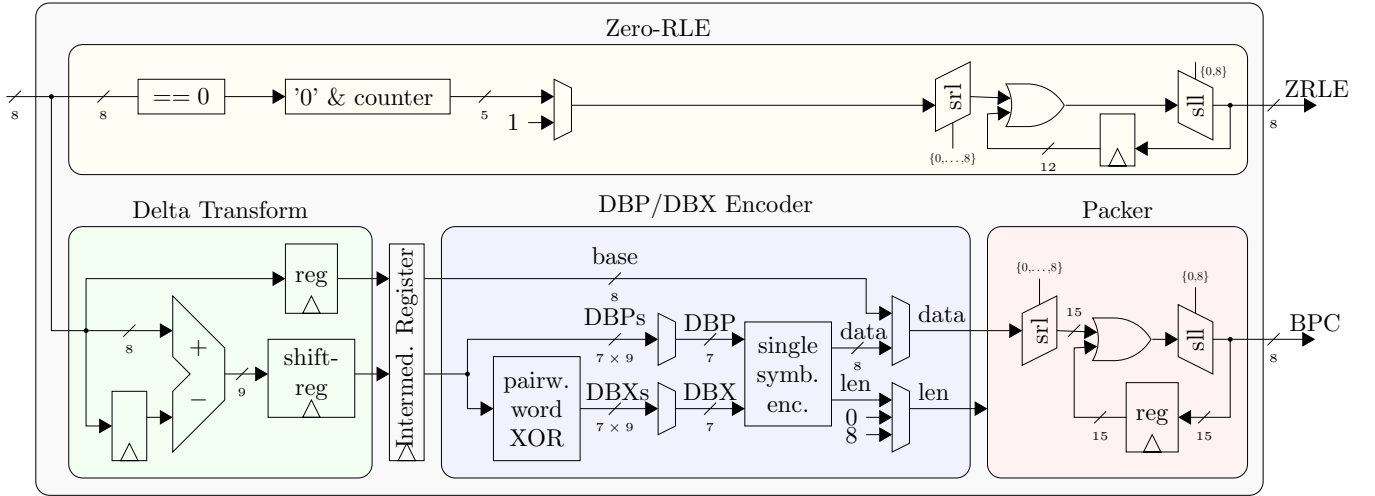 Zero-RLE
8
8
== 0
'0' & counter
5
1
srl
{0,...,8}
12
sll
{0,8}
ZRLE
8
Delta Transform
DBP/DBX Encoder
Packer
reg
8
+
−
9
shift-
reg
Intermed. Register
base
8
DBPs
7 × 9
DBP
7
pairw.
word
XOR
DBXs
7 × 9
DBX
7
single
symb.
enc.
data
8
len
0
8
data
len
{0,...,8}
srl
15
{0,8}
sll
15
reg
15
BPC
8